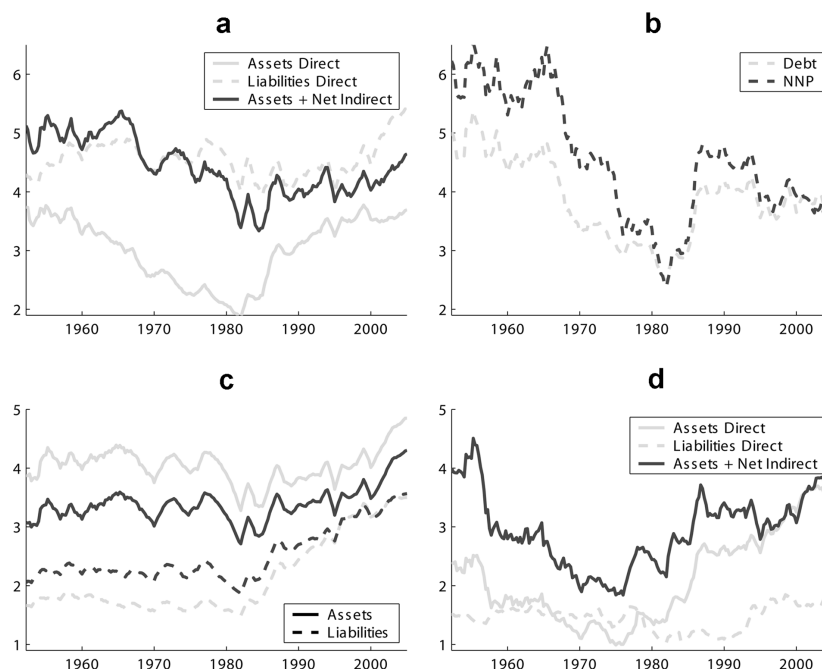 a
Assets Direct
Liabilities Direct
Assets + Net Indirect
6
5
4
3
2
1960 1970 1980 1990 2000
b
Debt
NNP
6
5
4
3
2
1960 1970 1980 1990 2000
c
5
4
3
2
1
Assets
Liabilities
1960 1970 1980 1990 2000
d
Assets Direct
Liabilities Direct
Assets + Net Indirect
5
4
3
2
1
1960 1970 1980 1990 2000